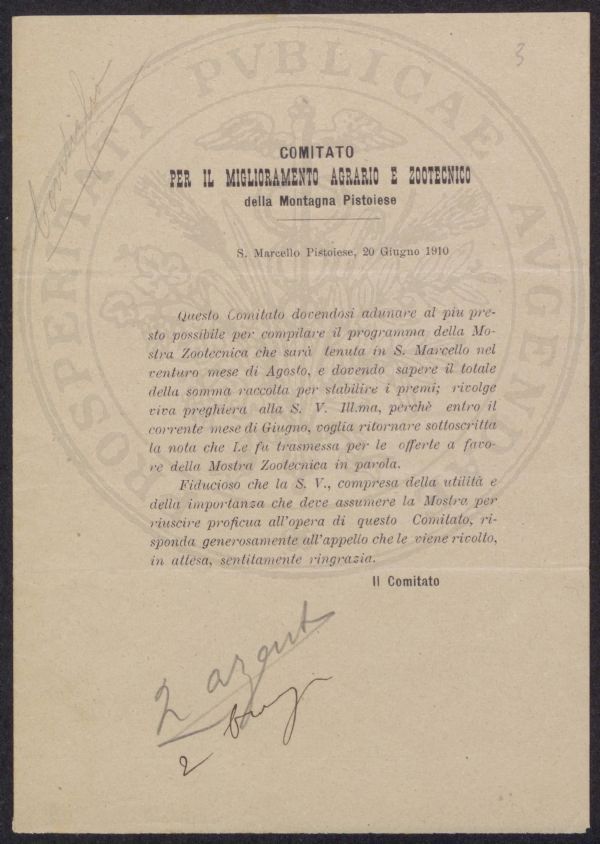 3
PROSPERITATI PVBLICAE AVGENDAE
COMITATO
PER IL MIGLIORAMENTO AGRARIO E ZOOTECNICO
della Montagna Pistoiese
S. Marcello Pistoiese, 20 Giugno 1910
Questo Comitato dovendosi adunare al piu pre-
sto possibile per compilare il programma della Mo-
stra Zootecnica che sarà tenuta in S. Marcello nel
venturo mese di Agosto, e dovendo sapere il totale
della somma raccolta per stabilire i premi; rivolge
viva preghiera alla S. V. Ill.ma, perchè entro il
corrente mese di Giugno, voglia ritornare sottoscritta
la nota che Le fu trasmessa per le offerte a favo-
re della Mostra Zootecnica in parola.
Fiducioso che la S. V., compresa della utilità e
della importanza che deve assumere la Mostra per
riuscire proficua all'opera di questo Comitato, ri-
sponda generosamente all'appello che le viene rivolto,
in attesa, sentitamente ringrazia.
Il Comitato
2 argent
2